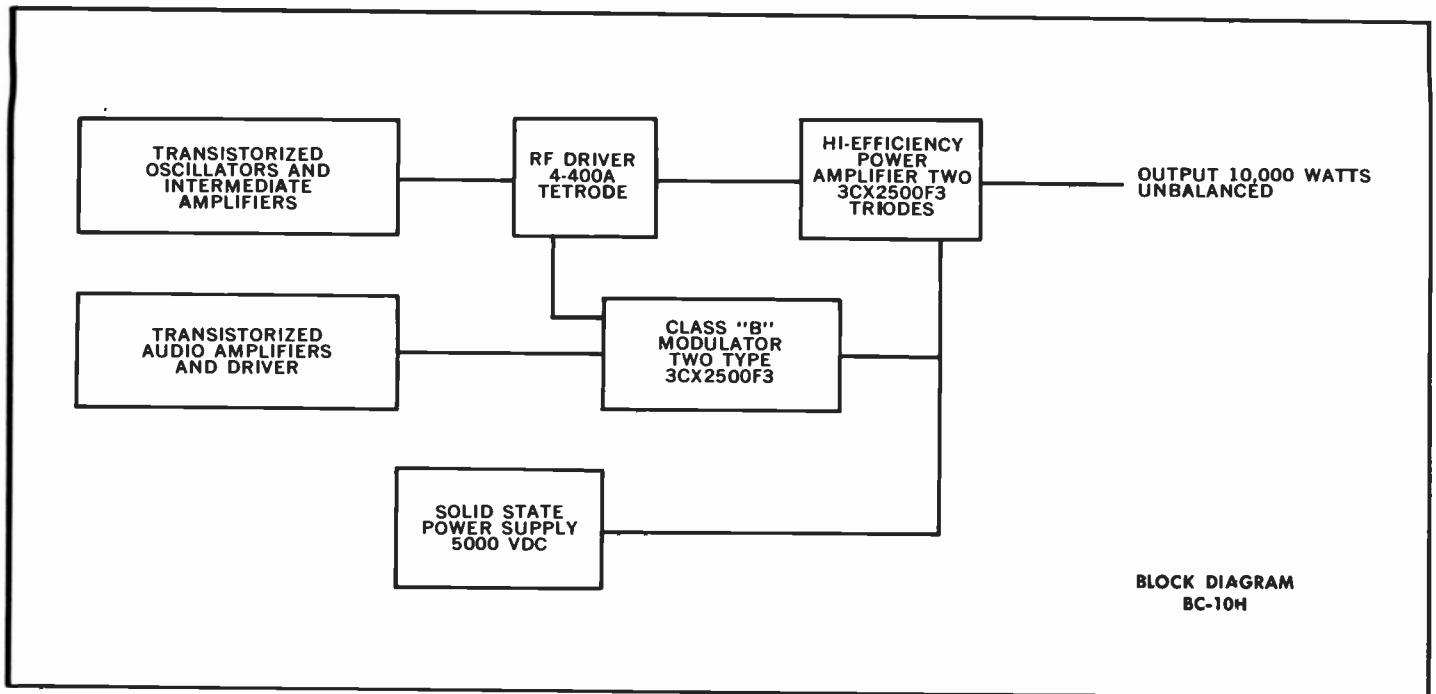 TRANSISTORIZED
OSCILLATORS AND
INTERMEDIATE
AMPLIFIERS
RF DRIVER
4-400A
TETRODE
HI-EFFICIENCY
POWER
AMPLIFIER TWO
3CX2500F3
TRIODES
OUTPUT 10,000 WATTS
UNBALANCED
TRANSISTORIZED
AUDIO AMPLIFIERS
AND DRIVER
CLASS "B"
MODULATOR
TWO TYPE
3CX2500F3
SOLID STATE
POWER SUPPLY
5000 VDC
BLOCK DIAGRAM
BC-10H